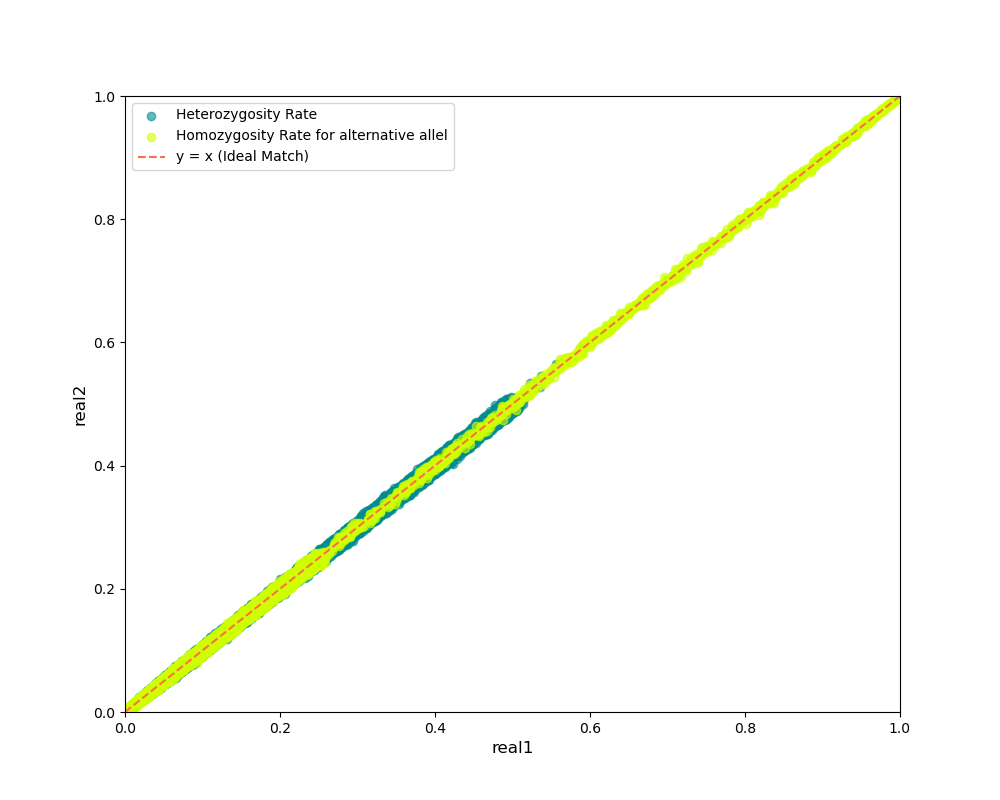 Heterozygosity Rate
Homozygosity Rate for alternative allel
y = x (Ideal Match)
1.0
0.8
0.6
0.4
0.2
0.0
real2
0.0 0.2 0.4 0.6 0.8 1.0
real1